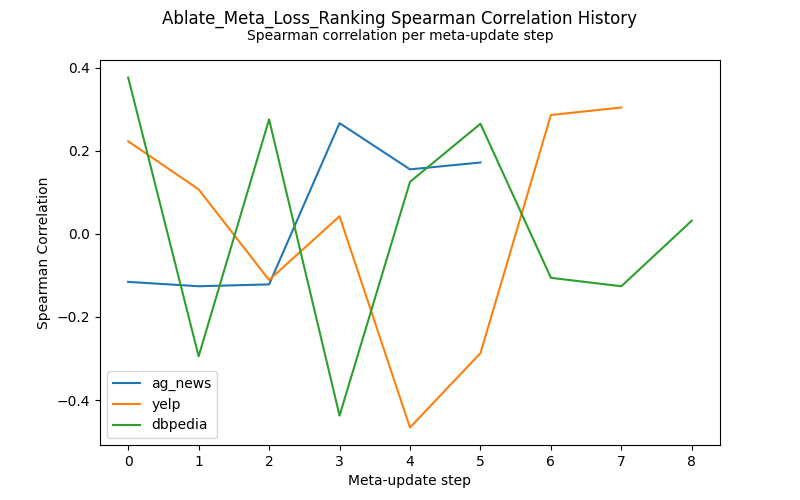 Ablate_Meta_Loss_Ranking Spearman Correlation History
Spearman correlation per meta-update step
Spearman Correlation
0.4
0.2
0.0
−0.2
−0.4
ag_news
yelp
dbpedia
0 1 2 3 4 5 6 7 8
Meta-update step